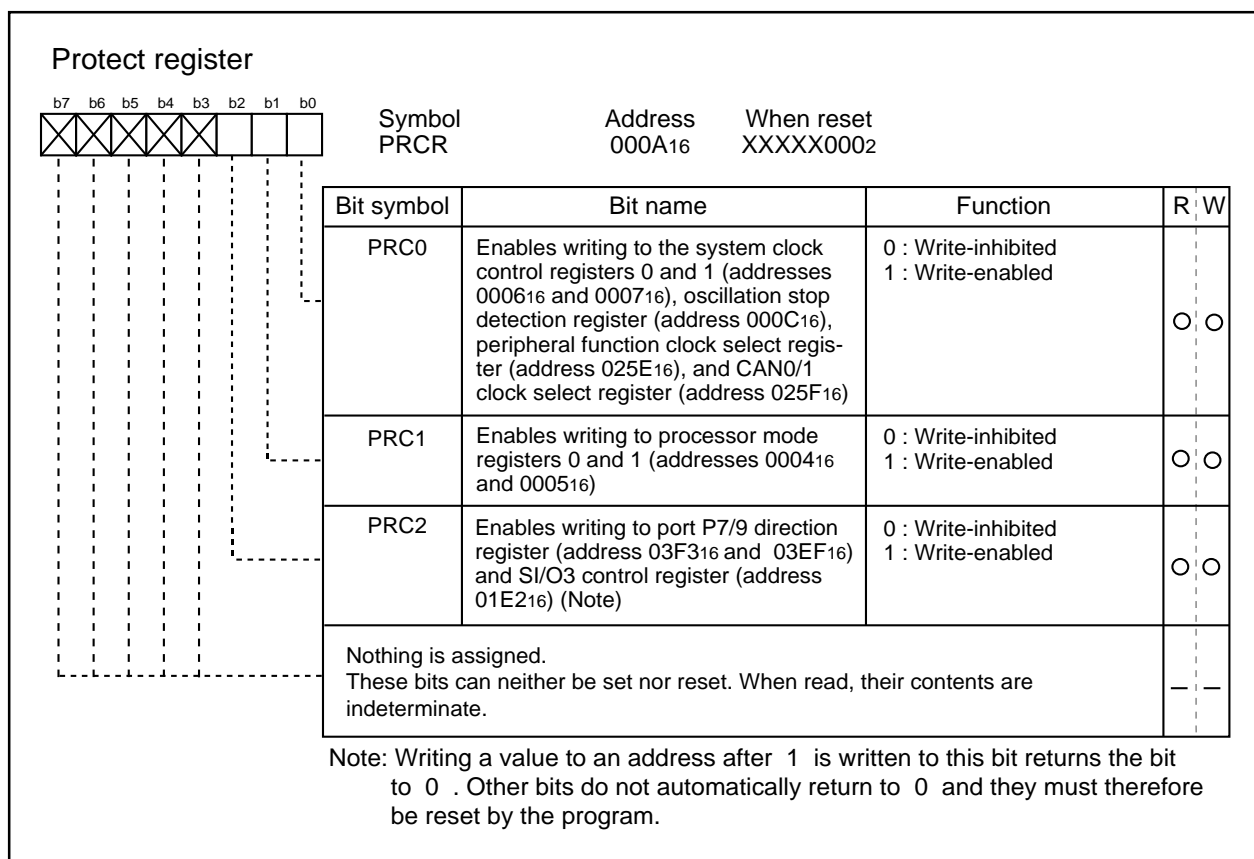 Protect register
b7 b6 b5 b4 b3 b2 b1 b0
Symbol Address When reset
PRCR 000A16 XXXXX0002
Bit symbol Bit name Function R W
PRC0 Enables writing to the system clock 0 : Write-inhibited
control registers 0 and 1 (addresses 1 : Write-enabled
000616 and 000716), oscillation stop
detection register (address 000C16),
peripheral function clock select regis-
ter (address 025E16), and CAN0/1
clock select register (address 025F16)
PRC1 Enables writing to processor mode 0 : Write-inhibited
registers 0 and 1 (addresses 000416 1 : Write-enabled
and 000516)
PRC2 Enables writing to port P7/9 direction 0 : Write-inhibited
register (address 03F316 and 03EF16) 1 : Write-enabled
and SI/O3 control register (address
01E216) (Note)
Nothing is assigned.
These bits can neither be set nor reset. When read, their contents are
indeterminate.
Note: Writing a value to an address after 1 is written to this bit returns the bit
to 0 . Other bits do not automatically return to 0 and they must therefore
be reset by the program.